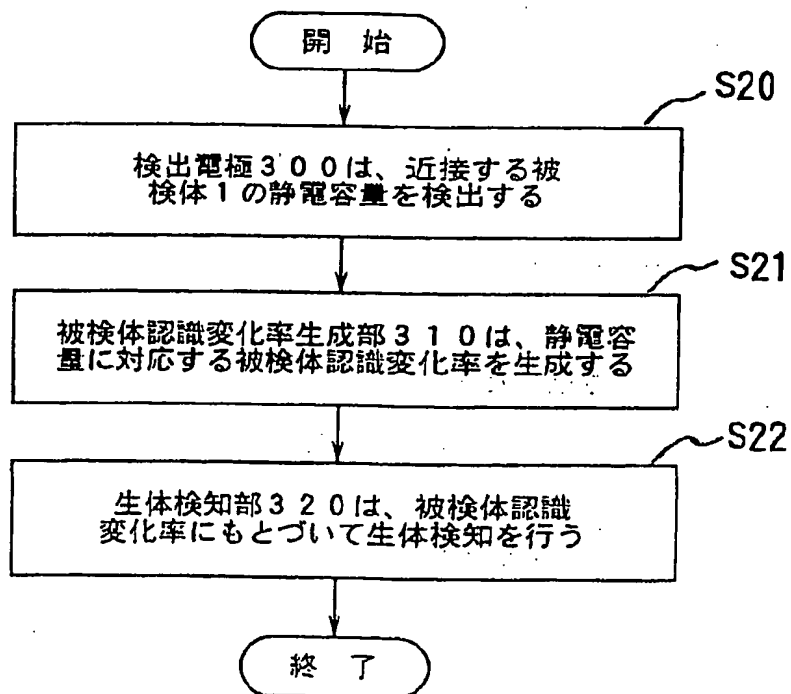 開 始
S20
検出電極300は、近接する被
検体1の静電容量を検出する
S21
被検体認識変化率生成部310は、静電容
量に対応する被検体認識変化率を生成する
S22
生体検知部320は、被検体認識
変化率にもとづいて生体検知を行う
終 了